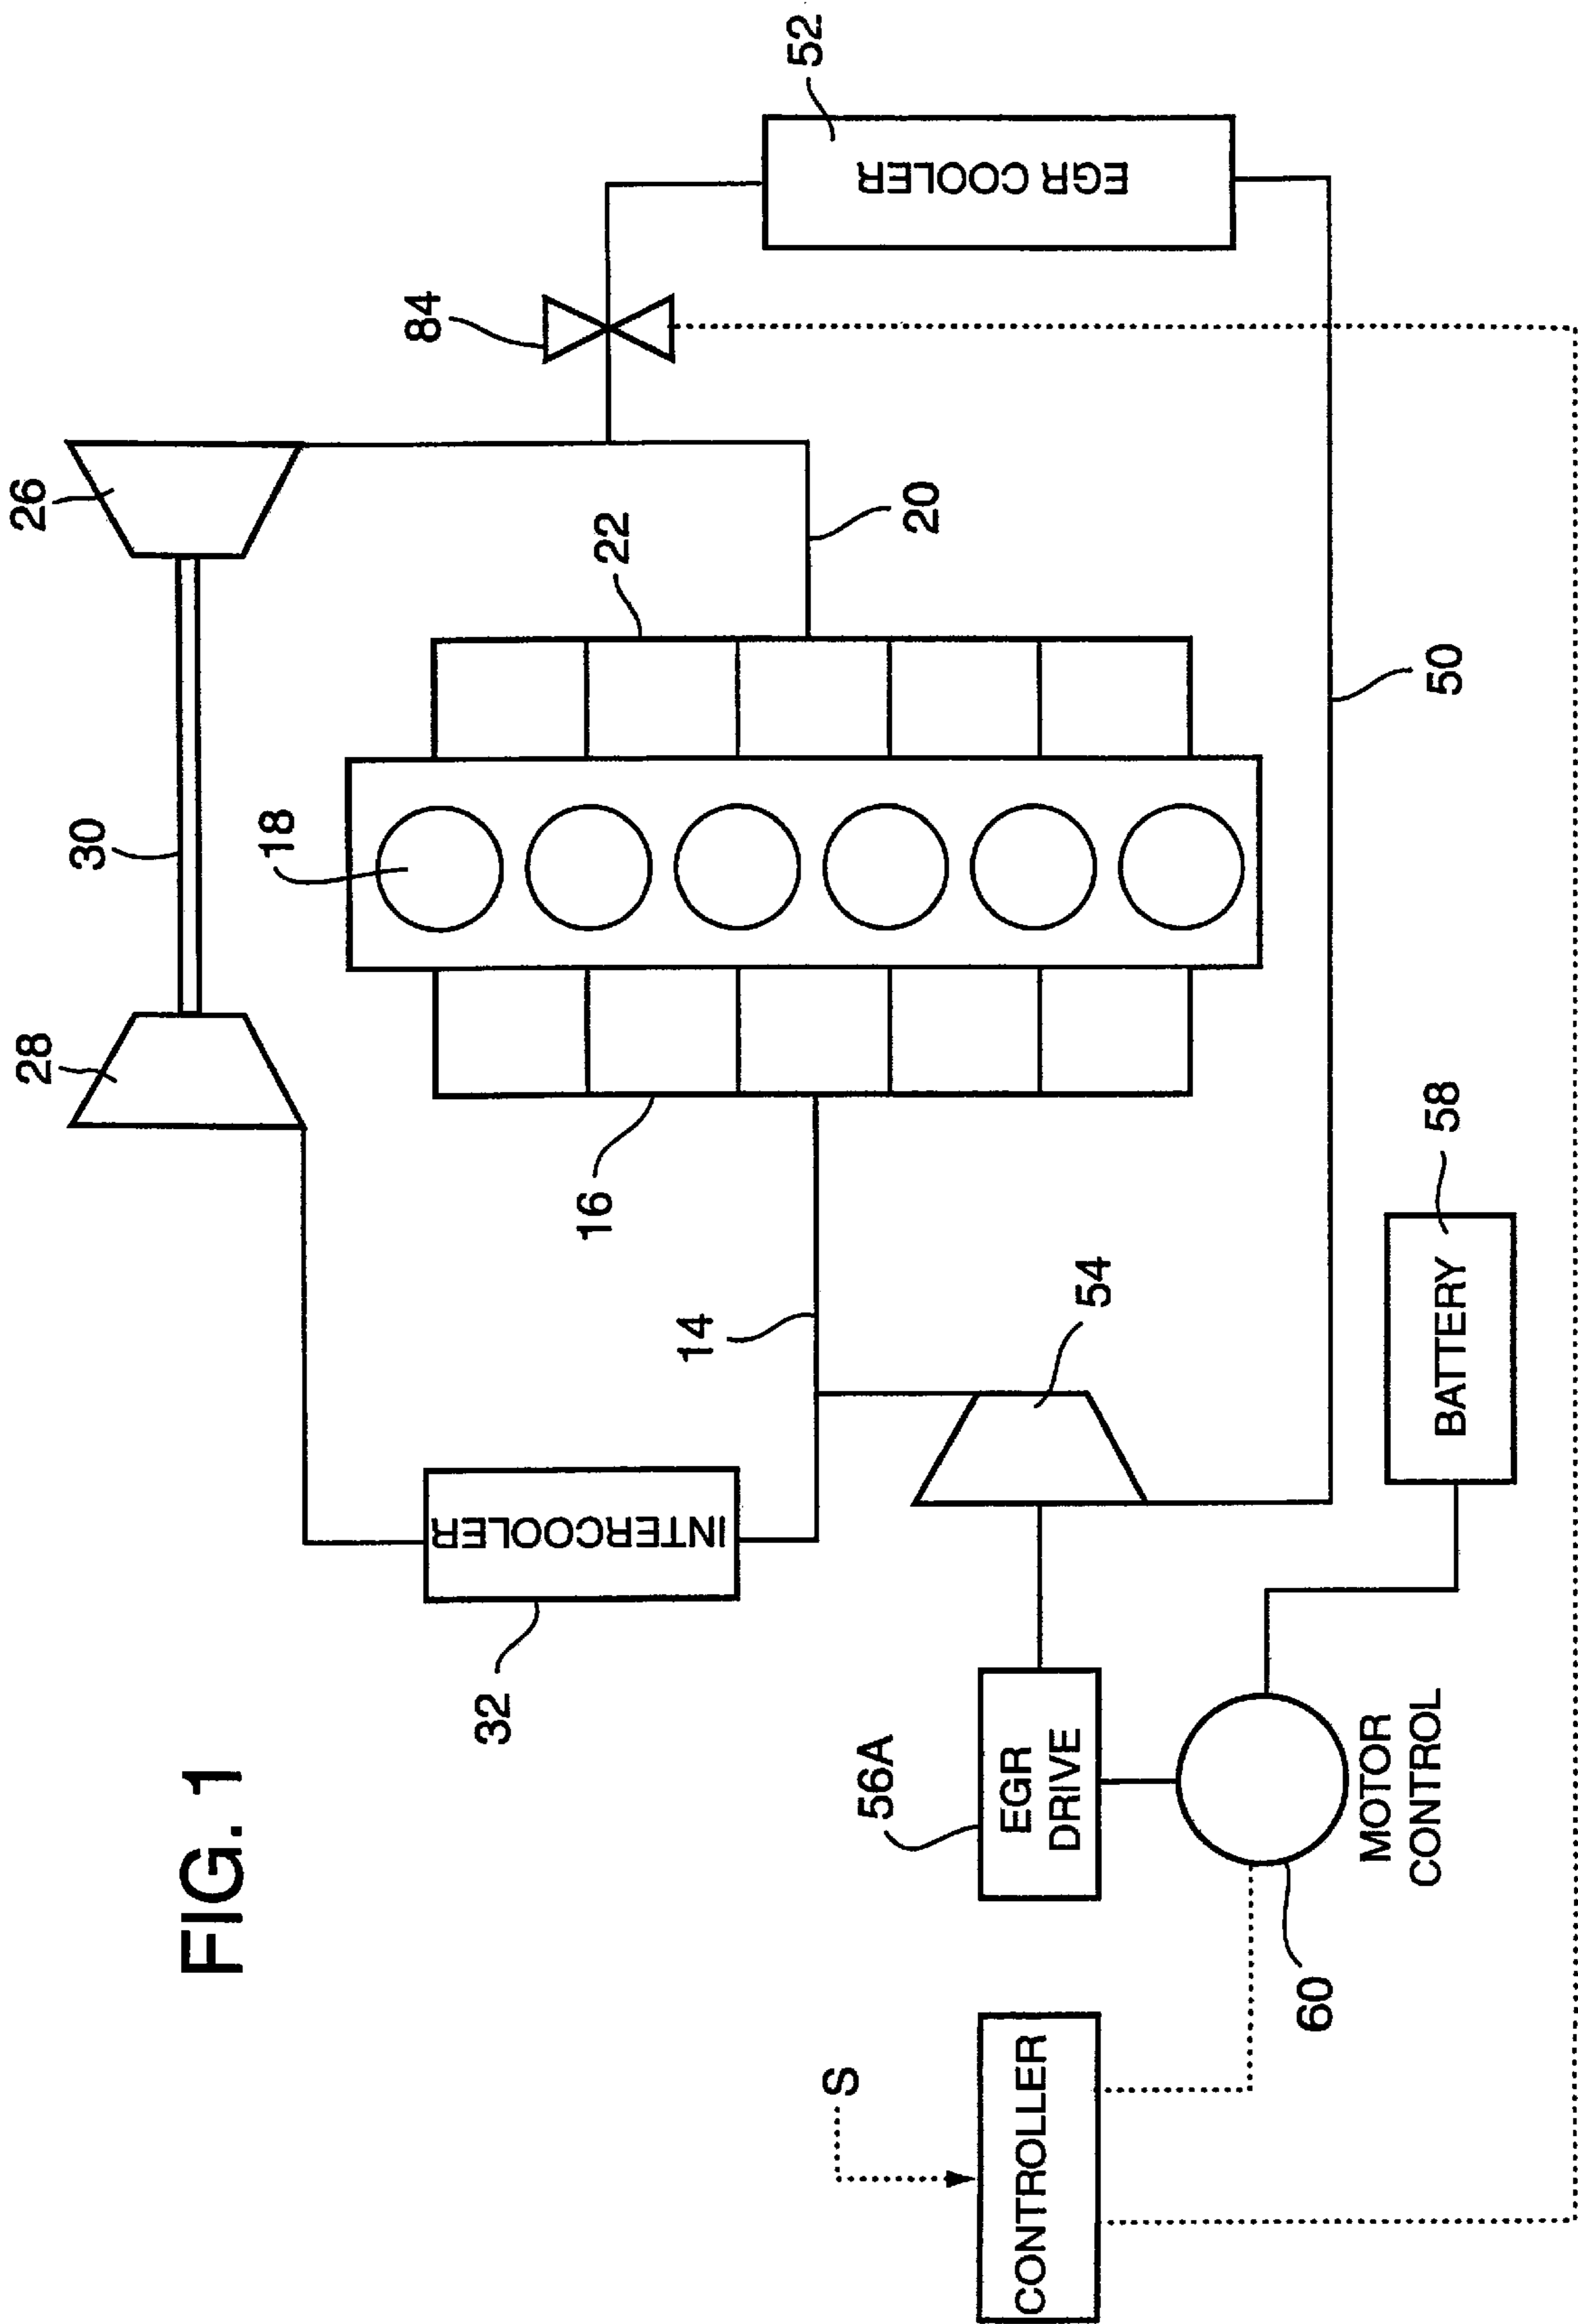 FIG. 1
26
28
30
84
52
EGR COOLER
18
22
20
16
14
32
INTERCOOLER
54
50
58
BATTERY
56A
EGR
DRIVE
MOTOR
CONTROL
60
S
CONTROLLER